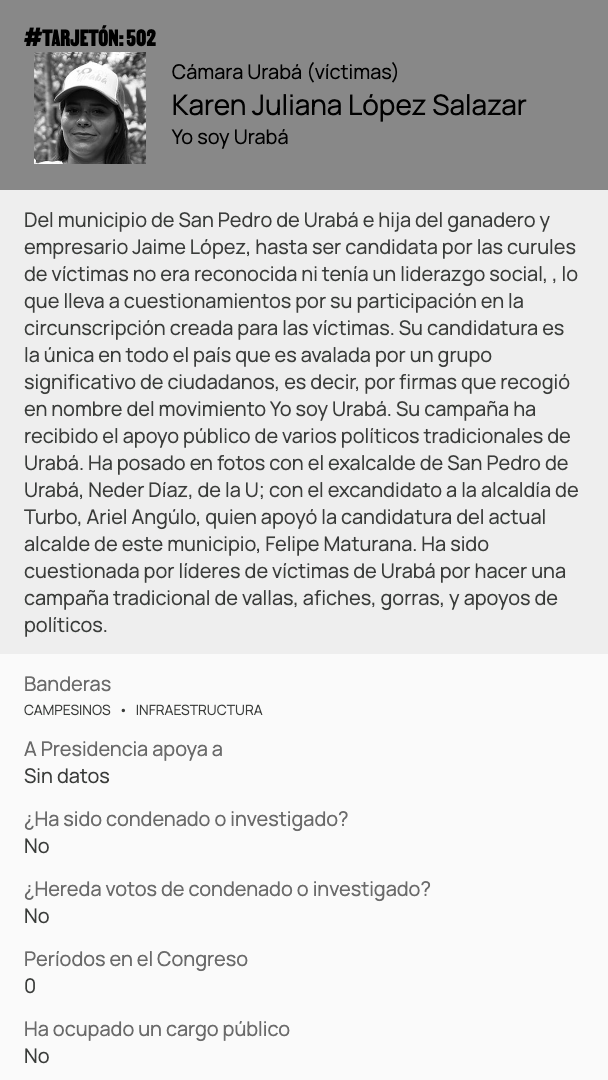 #TARJETÓN: 502
Cámara Urabá (víctimas)
Karen Juliana López Salazar
Yo soy Urabá
Del municipio de San Pedro de Urabá e hija del ganadero y
empresario Jaime López, hasta ser candidata por las curules
de víctimas no era reconocida ni tenía un liderazgo social, , lo
que lleva a cuestionamientos por su participación en la
circunscripción creada para las víctimas. Su candidatura es
la única en todo el país que es avalada por un grupo
significativo de ciudadanos, es decir, por firmas que recogió
en nombre del movimiento Yo soy Urabá. Su campaña ha
recibido el apoyo público de varios políticos tradicionales de
Urabá. Ha posado en fotos con el exalcalde de San Pedro de
Urabá, Neder Díaz, de la U; con el excandidato a la alcaldía de
Turbo, Ariel Angúlo, quien apoyó la candidatura del actual
alcalde de este municipio, Felipe Maturana. Ha sido
cuestionada por líderes de víctimas de Urabá por hacer una
campaña tradicional de vallas, afiches, gorras, y apoyos de
políticos.
Banderas
CAMPESINOS • INFRAESTRUCTURA
A Presidencia apoya a
Sin datos
¿Ha sido condenado o investigado?
No
¿Hereda votos de condenado o investigado?
No
Períodos en el Congreso
0
Ha ocupado un cargo público
No